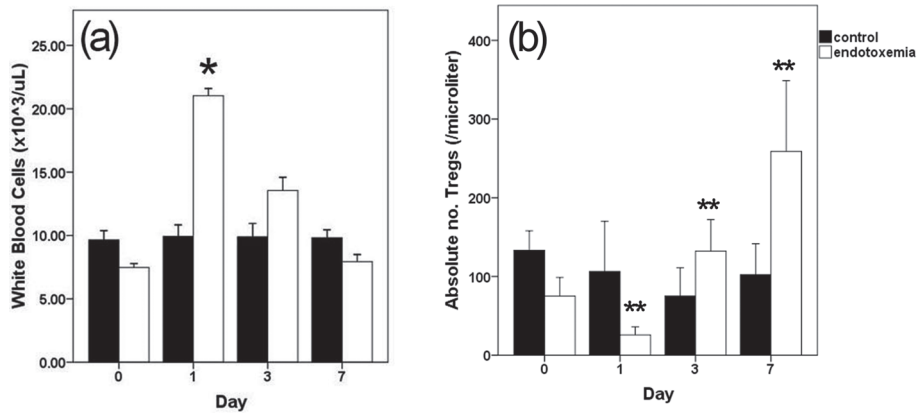 (a)
White Blood Cells (x10^3/uL)
25.00
20.00
15.00
10.00
5.00
0.00
*
0 1 3 7
Day
(b)
Absolute no. Tregs (/microliter)
400
300
200
100
0
**
**
**
0 1 3 7
Day
control
endotoxemia